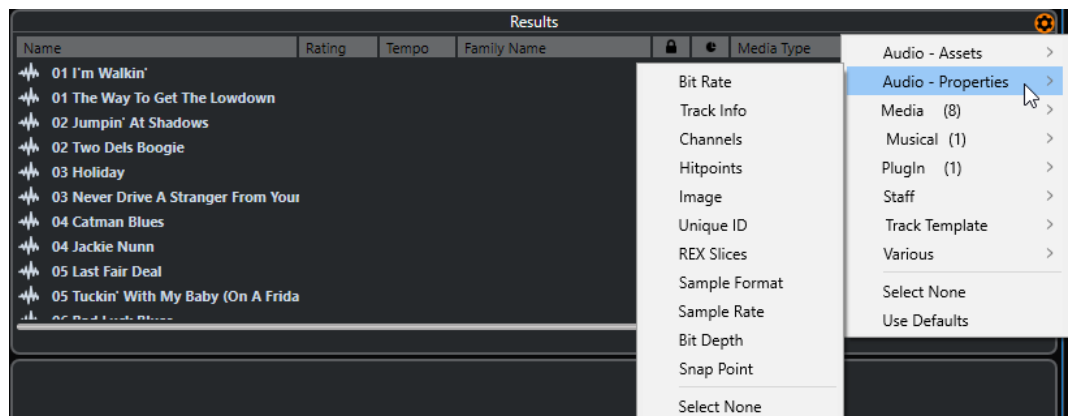 Results
Name Rating Tempo Family Name Media Type
01 I'm Walkin'
01 The Way To Get The Lowdown
02 Jumpin' At Shadows
02 Two Dels Boogie
03 Holiday
03 Never Drive A Stranger From Your
04 Catman Blues
04 Jackie Nunn
05 Last Fair Deal
05 Tuckin' With My Baby (On A Frida
Bit Rate
Track Info
Channels
Hitpoints
Image
Unique ID
REX Slices
Sample Format
Sample Rate
Bit Depth
Snap Point
Select None
Audio - Assets
Audio - Properties
Media (8)
Musical (1)
PlugIn (1)
Staff
Track Template
Various
Select None
Use Defaults